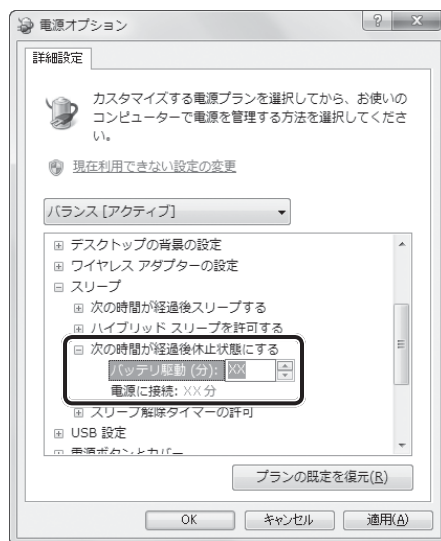 電源オプション
詳細設定
カスタマイズする電源プランを選択してから、お使いの
コンピューターで電源を管理する方法を選択してくださ
い。
現在利用できない設定の変更
バランス [アクティブ]
デスクトップの背景の設定
ワイヤレス アダプターの設定
スリープ
次の時間が経過後スリープする
ハイブリッド スリープを許可する
次の時間が経過後休止状態にする
バッテリ駆動 (分): XX
電源に接続: XX 分
スリープ解除タイマーの許可
USB 設定
電源ボタンとカバー
プランの既定を復元(R)
OK
キャンセル
適用(A)